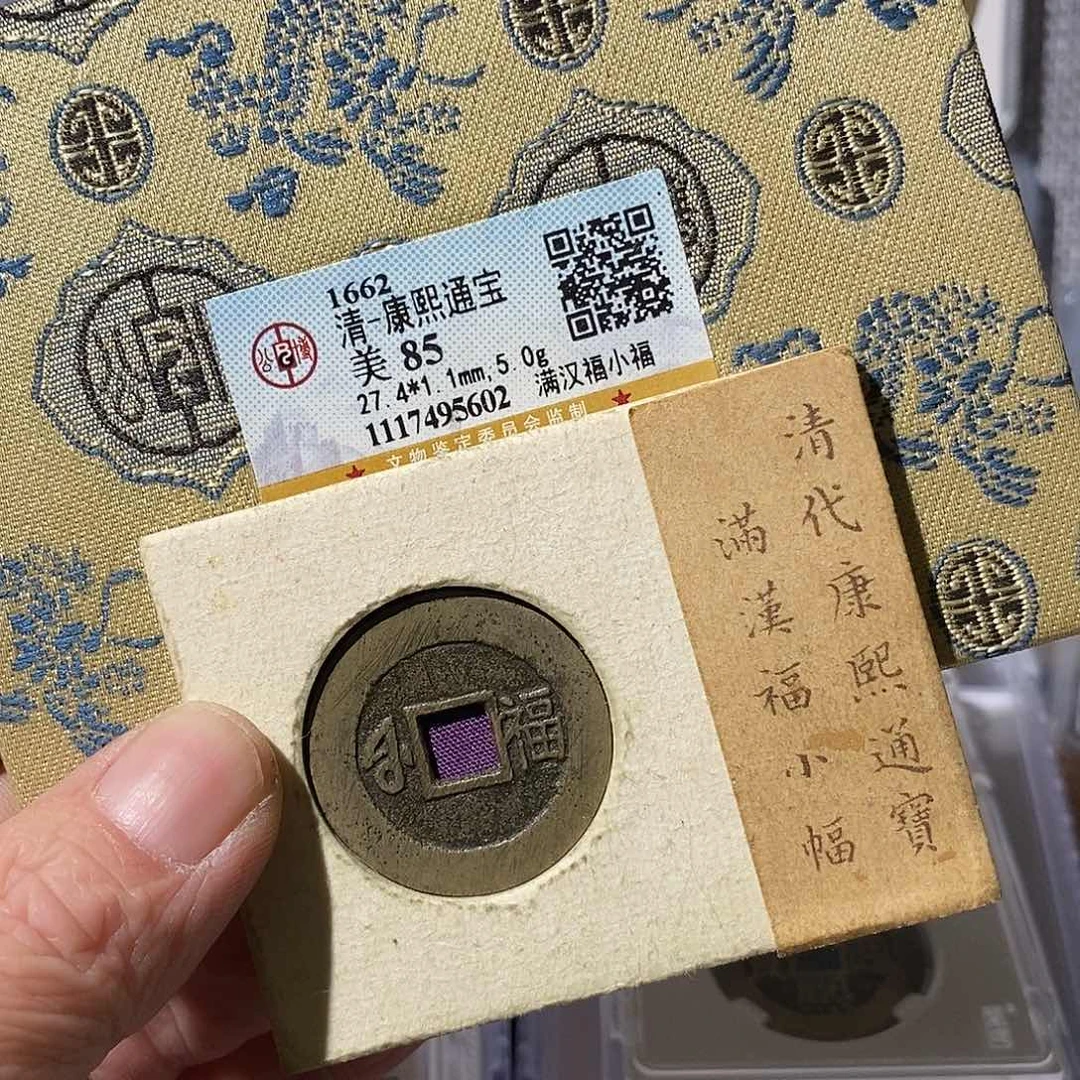 1662
清-康熙通宝
美 85
27.4*1.1mm,5.0g
1117495602 满汉福小福
文物鉴定委员会监制
清代康熙通寶
滿漢福小幅
福